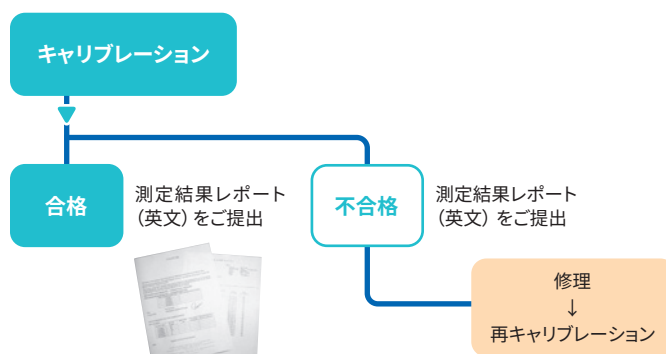 キャリブレーション
合格
測定結果レポート
（英文）をご提出
不合格
測定結果レポート
（英文）をご提出
修理
↓
再キャリブレーション